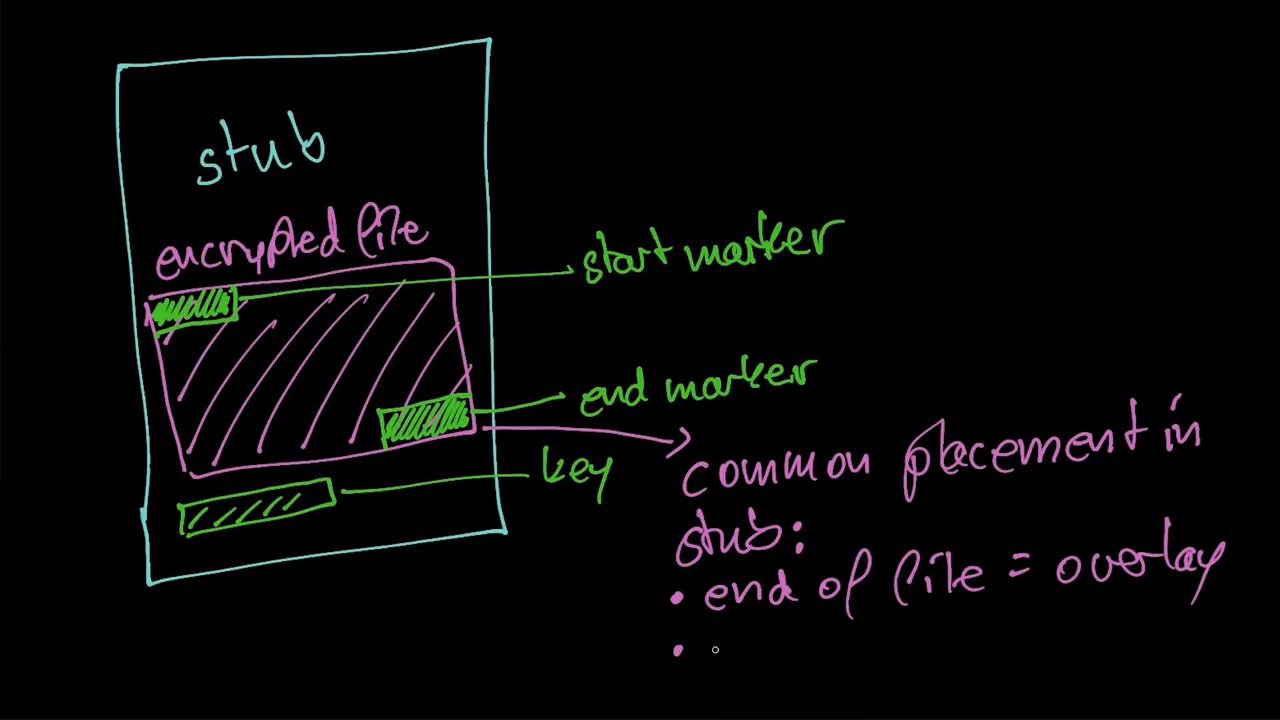 stub
encrypted file
start marker
end marker
key
common placement in
stub:
• end of file = overlay
•